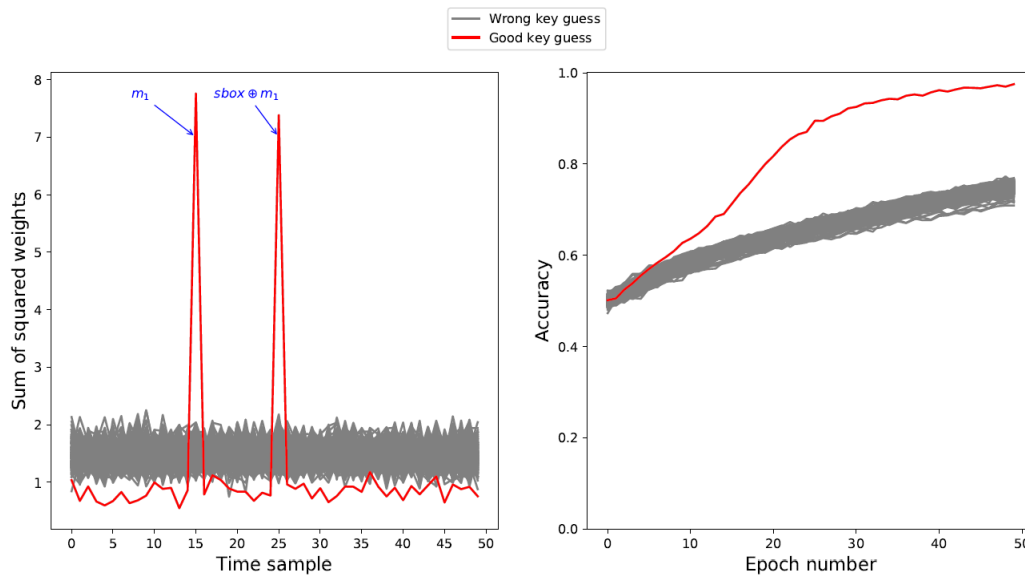 Wrong key guess
Good key guess
8
7
6
5
4
3
2
1
Sum of squared weights
m₁
sbox ⊕ m₁
0 5 10 15 20 25 30 35 40 45 50
Time sample
1.0
0.8
0.6
0.4
0.2
0.0
Accuracy
0 10 20 30 40 50
Epoch number